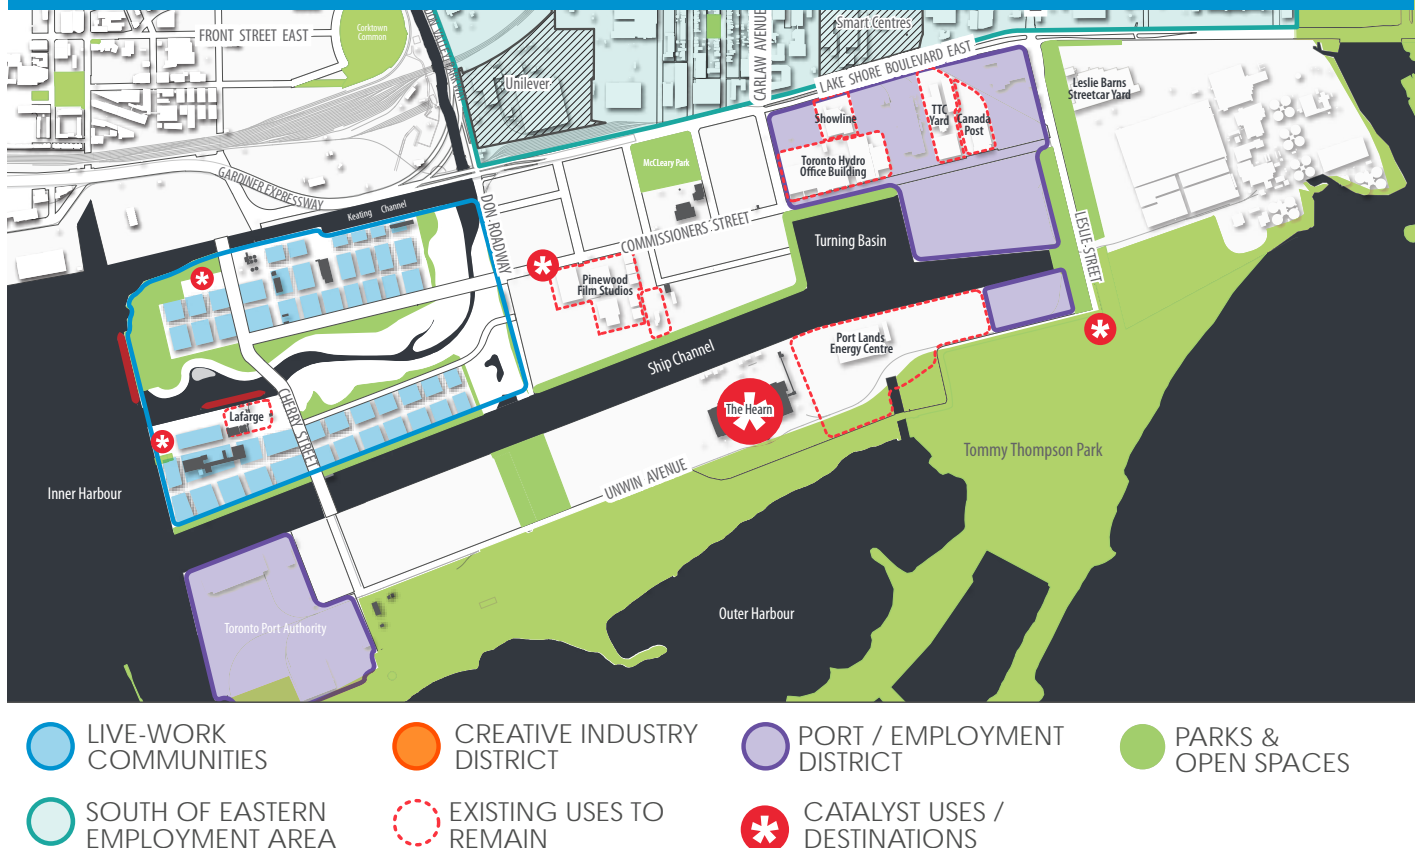 Corktown
Common
FRONT STREET EAST
Smart Centres
Unilever
CARLAW AVENUE
LAKE SHORE BOULEVARD EAST
Leslie Barns
Streetcar Yard
Showline
TTC
Yard
Canada
Post
McCleary Park
Toronto Hydro
Office Building
GARDINER EXPRESSWAY
Keating Channel
DON ROADWAY
COMMISSIONERS STREET
Turning Basin
LESLIE STREET
Pinewood
Film Studios
Port Lands
Energy Centre
Ship Channel
CHERRY STREET
Lafarge
The Hearn
Tommy Thompson Park
UNWIN AVENUE
Inner Harbour
Outer Harbour
Toronto Port Authority
LIVE-WORK
COMMUNITIES
CREATIVE INDUSTRY
DISTRICT
PORT / EMPLOYMENT
DISTRICT
PARKS &
OPEN SPACES
SOUTH OF EASTERN
EMPLOYMENT AREA
EXISTING USES TO
REMAIN
CATALYST USES /
DESTINATIONS